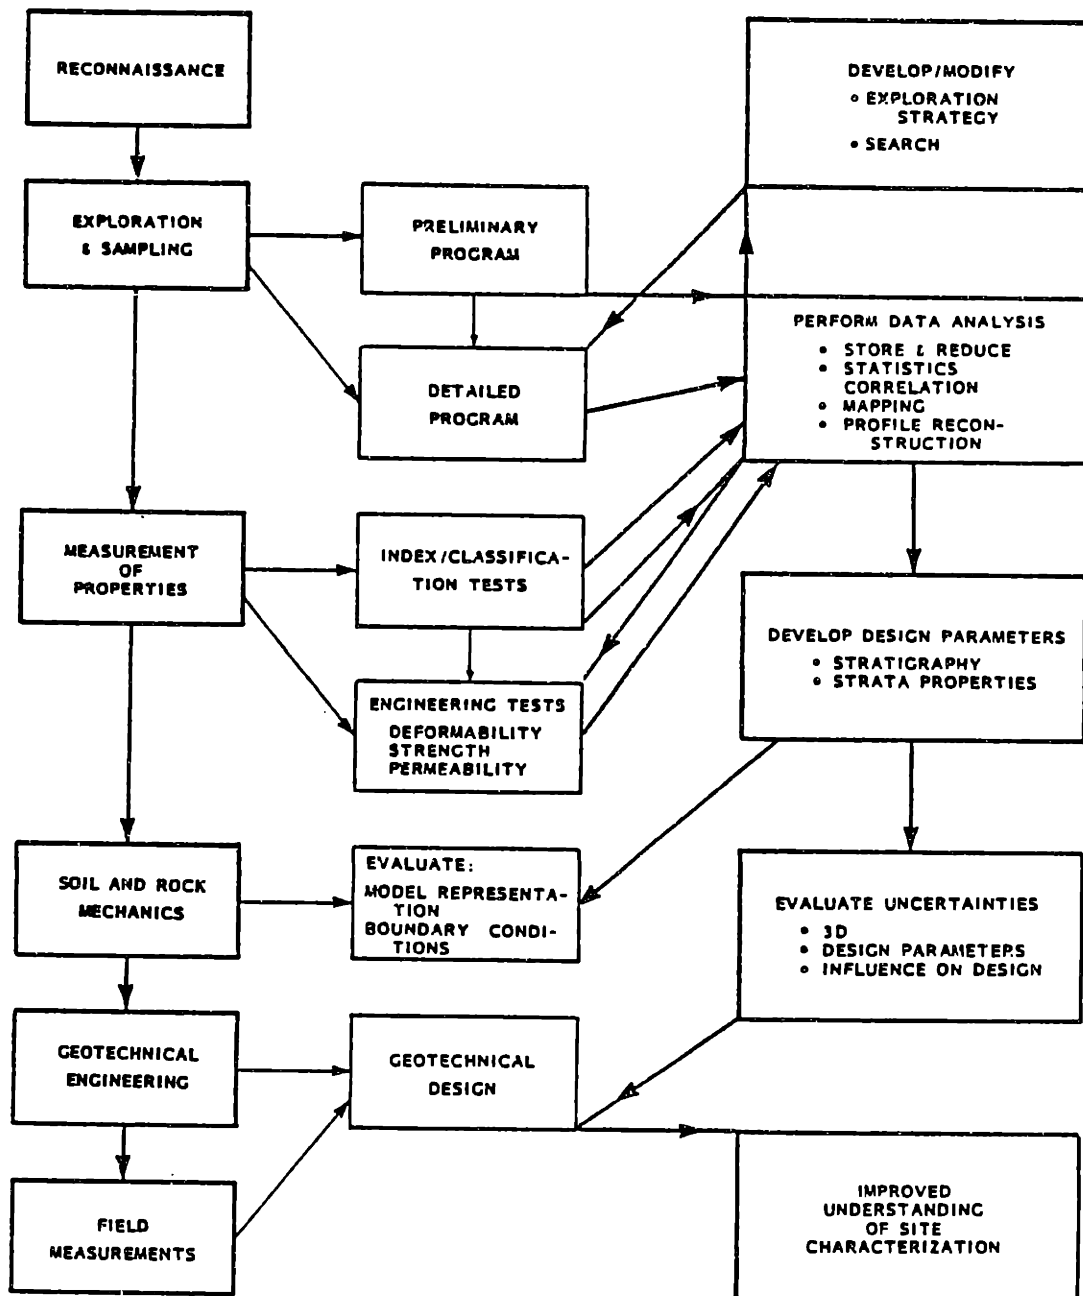 RECONNAISSANCE
EXPLORATION
& SAMPLING
MEASUREMENT
OF
PROPERTIES
SOIL AND ROCK
MECHANICS
GEOTECHNICAL
ENGINEERING
FIELD
MEASUREMENTS
PRELIMINARY
PROGRAM
DETAILED
PROGRAM
INDEX/CLASSIFICA-
TION TESTS
ENGINEERING TESTS
DEFORMABILITY
STRENGTH
PERMEABILITY
EVALUATE:
MODEL REPRESENTA-
TION
BOUNDARY CONDI-
TIONS
GEOTECHNICAL
DESIGN
DEVELOP/MODIFY
• EXPLORATION
STRATEGY
• SEARCH
PERFORM DATA ANALYSIS
• STORE & REDUCE
• STATISTICS
CORRELATION
• MAPPING
• PROFILE RECON-
STRUCTION
DEVELOP DESIGN PARAMETERS
• STRATIGRAPHY
• STRATA PROPERTIES
EVALUATE UNCERTAINTIES
• 3D
• DESIGN PARAMETERS
• INFLUENCE ON DESIGN
IMPROVED
UNDERSTANDING
OF SITE
CHARACTERIZATION